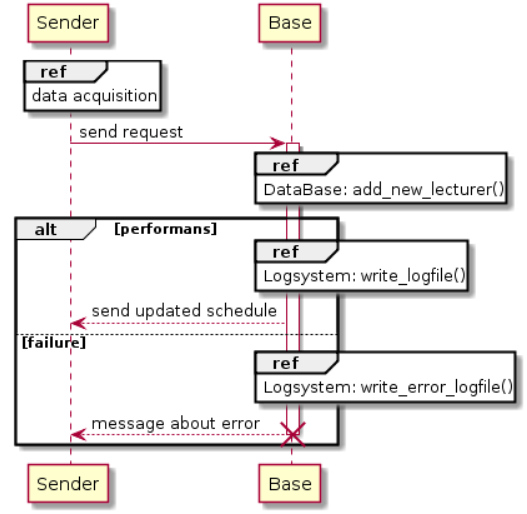 Sender Base
ref
data acquisition
send request
ref
DataBase: add_new_lecturer()
alt [performans]
ref
Logsystem: write_logfile()
send updated schedule
[failure]
ref
Logsystem: write_error_logfile()
message about error
Sender Base